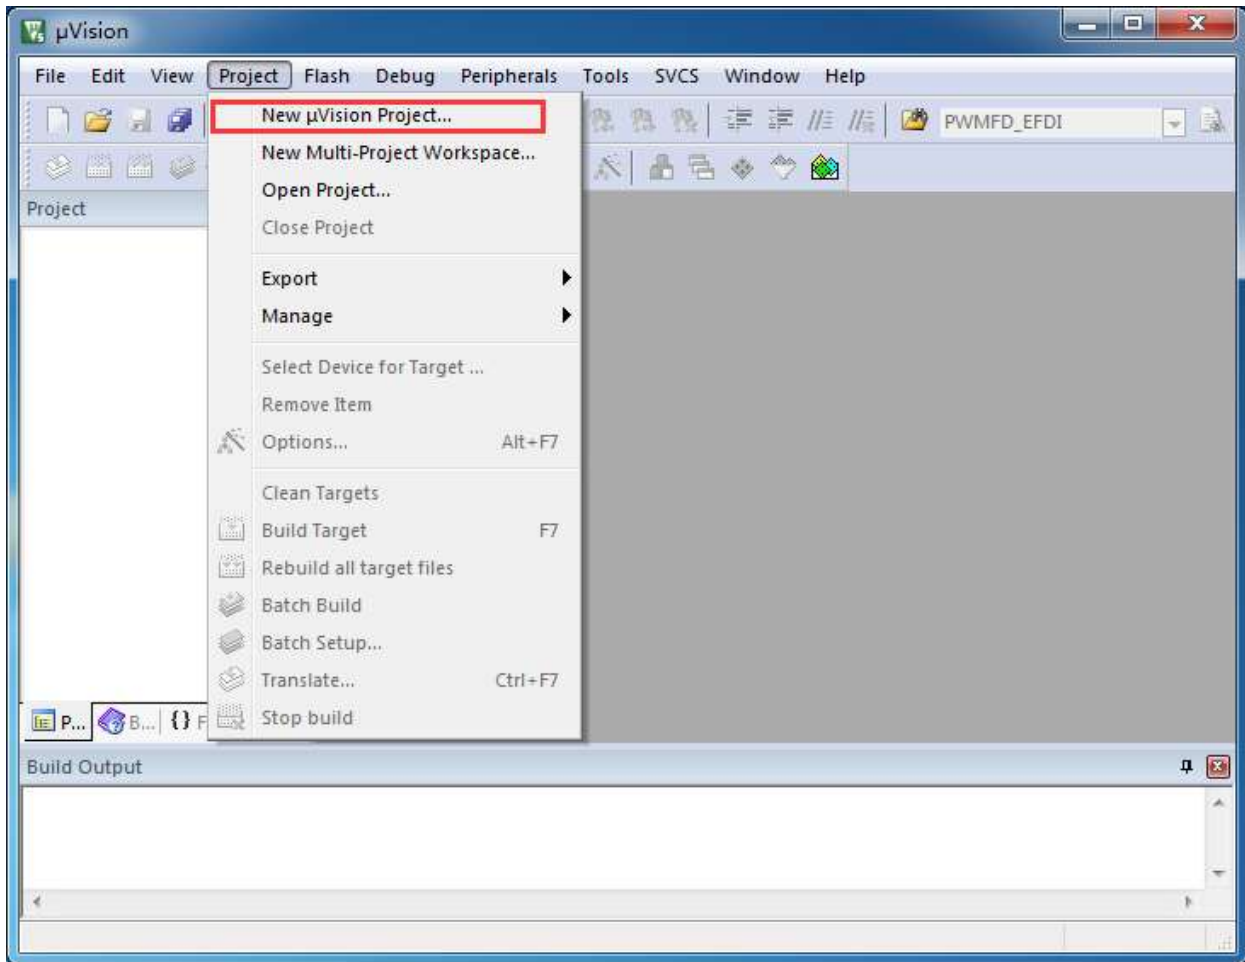 µVision
File Edit View Project Flash Debug Peripherals Tools SVCS Window Help
New µVision Project...
PWMFD_EFDI
New Multi-Project Workspace...
Open Project...
Project
Close Project
Export
Manage
Select Device for Target ...
Remove Item
Options... Alt+F7
Clean Targets
Build Target F7
Rebuild all target files
Batch Build
Batch Setup...
Translate... Ctrl+F7
P... B... {} F
Stop build
Build Output